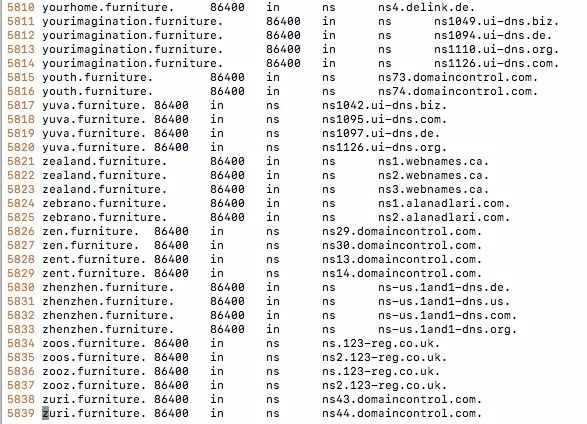 5810 yourhome.furniture. 86400 in ns ns4.delink.de.
5811 yourimagination.furniture. 86400 in ns ns1049.ui-dns.biz.
5812 yourimagination.furniture. 86400 in ns ns1094.ui-dns.de.
5813 yourimagination.furniture. 86400 in ns ns1110.ui-dns.org.
5814 yourimagination.furniture. 86400 in ns ns1126.ui-dns.com.
5815 youth.furniture. 86400 in ns ns73.domaincontrol.com.
5816 youth.furniture. 86400 in ns ns74.domaincontrol.com.
5817 yuva.furniture. 86400 in ns ns1042.ui-dns.biz.
5818 yuva.furniture. 86400 in ns ns1095.ui-dns.com.
5819 yuva.furniture. 86400 in ns ns1097.ui-dns.de.
5820 yuva.furniture. 86400 in ns ns1126.ui-dns.org.
5821 zealand.furniture. 86400 in ns ns1.webnames.ca.
5822 zealand.furniture. 86400 in ns ns2.webnames.ca.
5823 zealand.furniture. 86400 in ns ns3.webnames.ca.
5824 zebrano.furniture. 86400 in ns ns1.alanadlari.com.
5825 zebrano.furniture. 86400 in ns ns2.alanadlari.com.
5826 zen.furniture. 86400 in ns ns29.domaincontrol.com.
5827 zen.furniture. 86400 in ns ns30.domaincontrol.com.
5828 zent.furniture. 86400 in ns ns13.domaincontrol.com.
5829 zent.furniture. 86400 in ns ns14.domaincontrol.com.
5830 zhenzhen.furniture. 86400 in ns ns-us.1and1-dns.de.
5831 zhenzhen.furniture. 86400 in ns ns-us.1and1-dns.us.
5832 zhenzhen.furniture. 86400 in ns ns-us.1and1-dns.com.
5833 zhenzhen.furniture. 86400 in ns ns-us.1and1-dns.org.
5834 zoos.furniture. 86400 in ns ns.123-reg.co.uk.
5835 zoos.furniture. 86400 in ns ns2.123-reg.co.uk.
5836 zooz.furniture. 86400 in ns ns.123-reg.co.uk.
5837 zooz.furniture. 86400 in ns ns2.123-reg.co.uk.
5838 zuri.furniture. 86400 in ns ns43.domaincontrol.com.
5839 zuri.furniture. 86400 in ns ns44.domaincontrol.com.